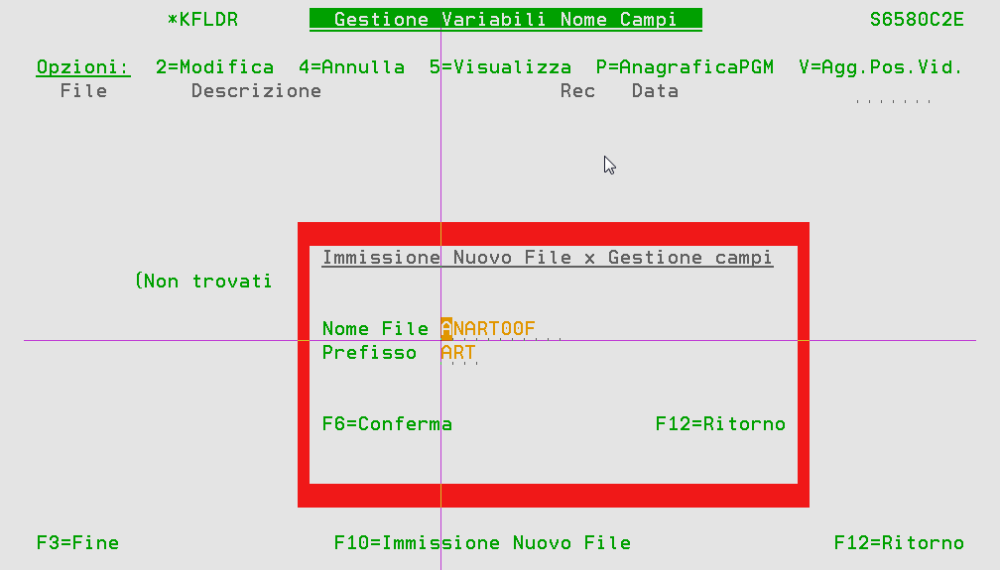 *KFLDR Gestione Variabili Nome Campi S6580C2E
Opzioni: 2=Modifica 4=Annulla 5=Visualizza P=AnagraficaPGM V=Agg.Pos.Vid.
File Descrizione Rec Data
Immissione Nuovo File x Gestione campi
(Non trovati
Nome File ANART00F
Prefisso ART
F6=Conferma F12=Ritorno
F3=Fine F10=Immissione Nuovo File F12=Ritorno